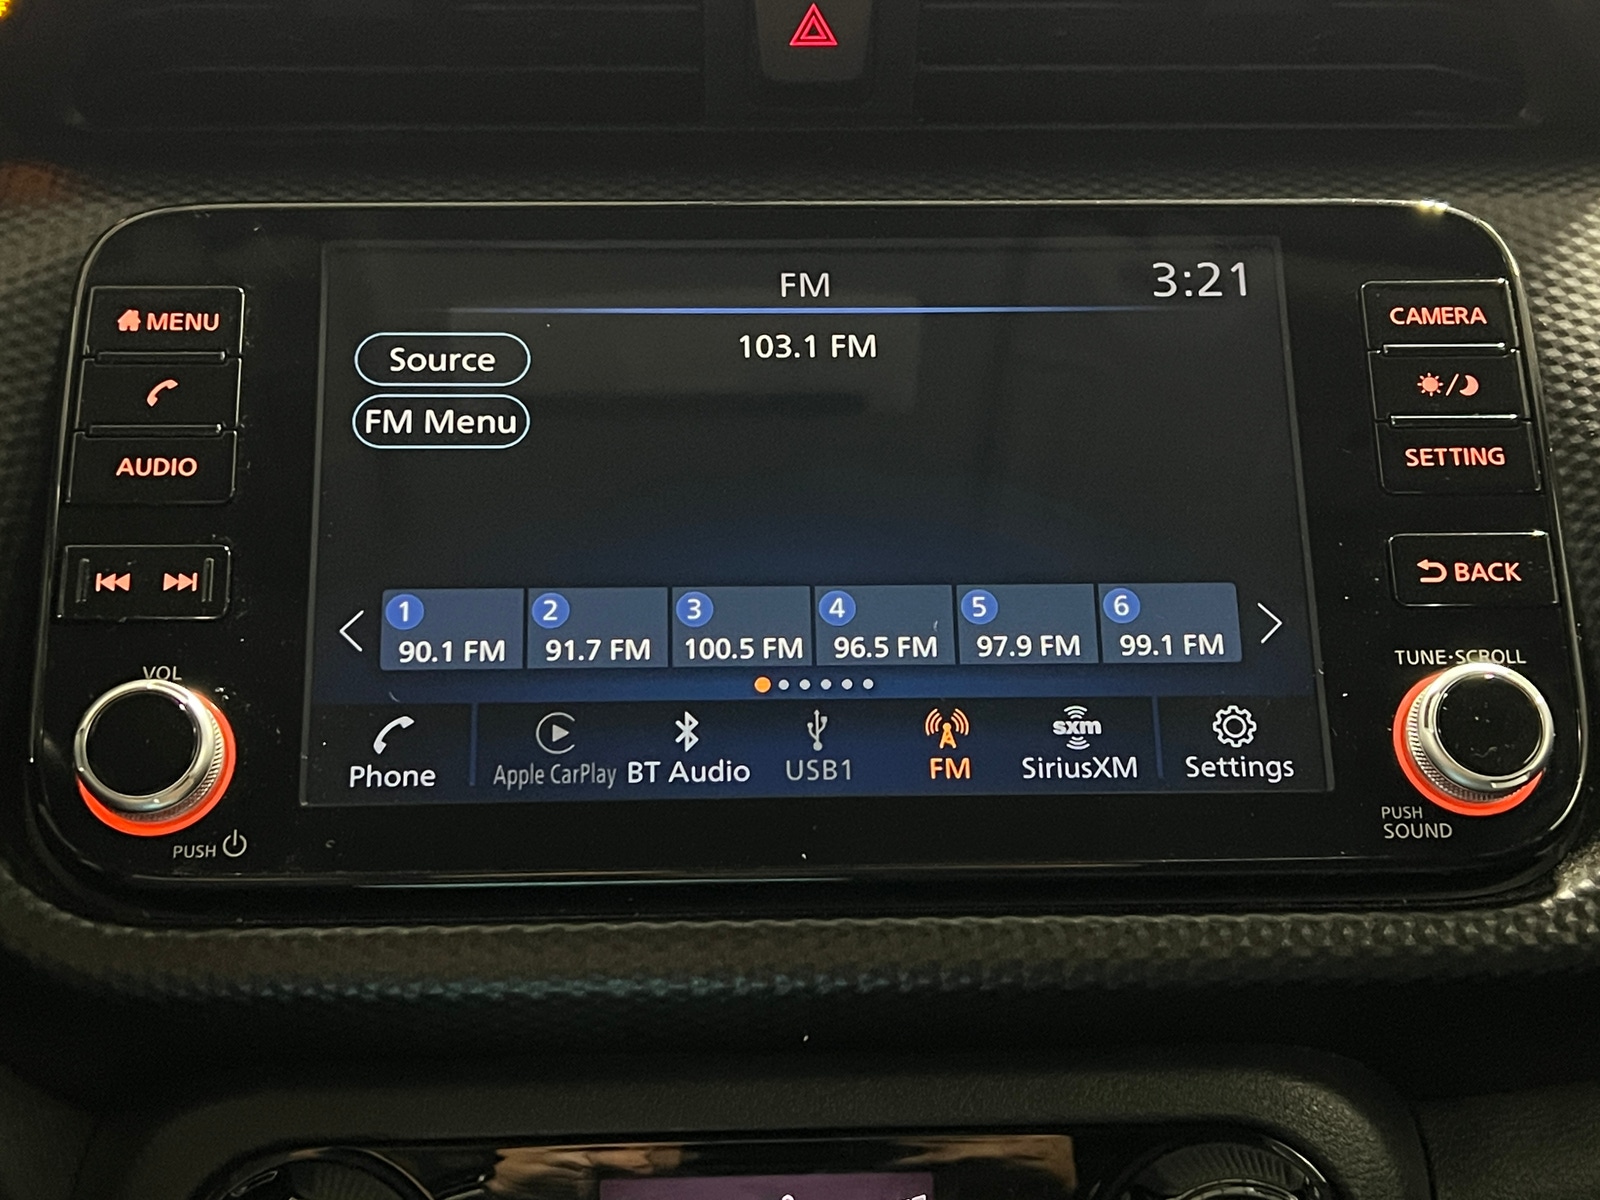 FM
3:21
MENU
AUDIO
VOL
PUSH
Source
103.1 FM
FM Menu
1
90.1 FM
2
91.7 FM
3
100.5 FM
4
96.5 FM
5
97.9 FM
6
99.1 FM
Phone
Apple CarPlay
BT Audio
USB1
FM
sxm
SiriusXM
Settings
CAMERA
SETTING
BACK
TUNE·SCROLL
PUSH
SOUND